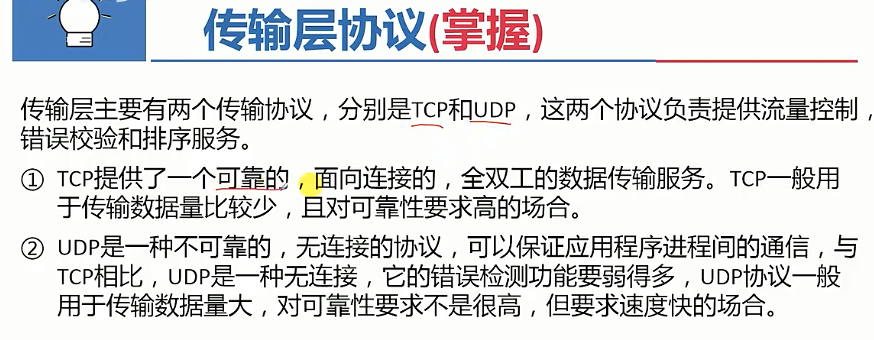 传输层协议(掌握)
传输层主要有两个传输协议，分别是TCP和UDP，这两个协议负责提供流量控制，
错误校验和排序服务。
① TCP提供了一个可靠的，面向连接的，全双工的数据传输服务。TCP一般用
于传输数据量比较少，且对可靠性要求高的场合。
② UDP是一种不可靠的，无连接的协议，可以保证应用程序进程间的通信，与
TCP相比，UDP是一种无连接，它的错误检测功能要弱得多，UDP协议一般
用于传输数据量大，对可靠性要求不是很高，但要求速度快的场合。